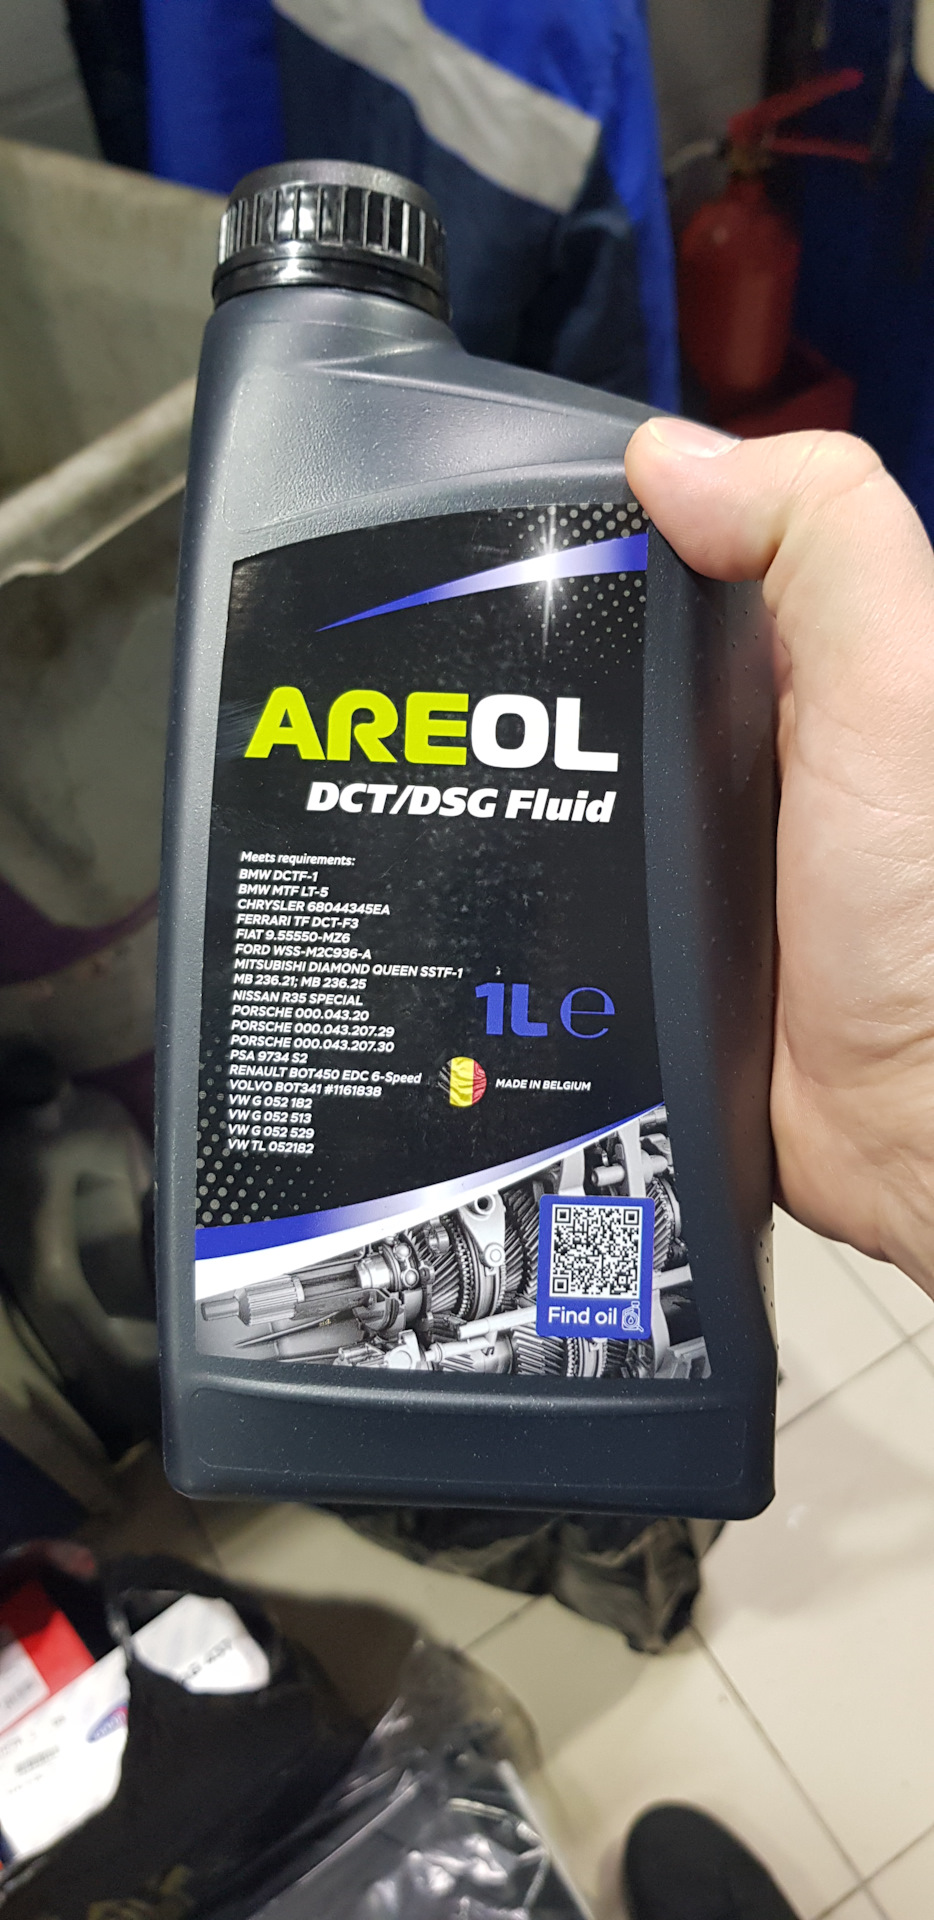 AREOL
DCT/DSG Fluid
Meets requirements:
BMW DCTF-1
BMW MTF LT-5
CHRYSLER 68044345EA
FERRARI TF DCT-F3
FIAT 9.55550-MZ6
FORD WSS-M2C936-A
MITSUBISHI DIAMOND QUEEN SSTF-1
MB 236.21; MB 236.25
NISSAN R35 SPECIAL
PORSCHE 000.043.20
PORSCHE 000.043.207.29
PORSCHE 000.043.207.30
PSA 9734 S2
RENAULT BOT450 EDC 6-Speed
VOLVO BOT341 #1161838
VW G 052 182
VW G 052 513
VW G 052 529
VW TL 052182
1L e
MADE IN BELGIUM
Find oil